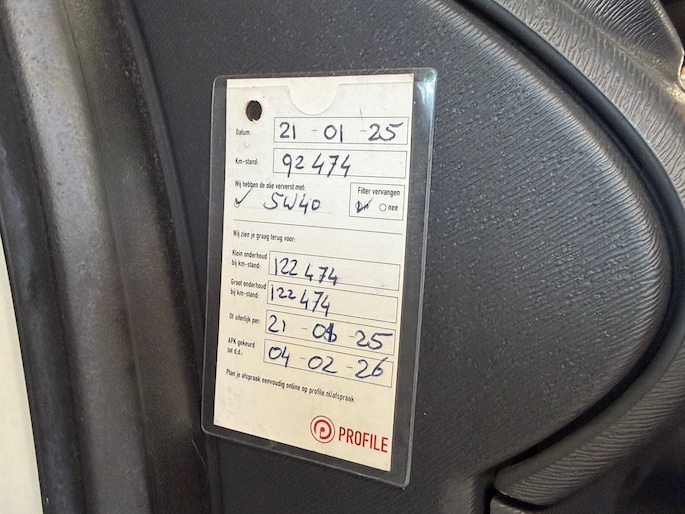 Datum: 21-01-25
Km-stand: 92474
Wij hebben de olie ververst met:
✓ 5W40
Filter vervangen
nee
Wij zien je graag terug voor:
Klein onderhoud
bij km-stand: 122474
Groot onderhoud
bij km-stand: 122474
Of uiterlijk per: 21 - 01 - 25
APK gekeurd
tot d.d.: 04-02-26
Plan je afspraak eenvoudig online op profile.nl/afspraak
PROFILE